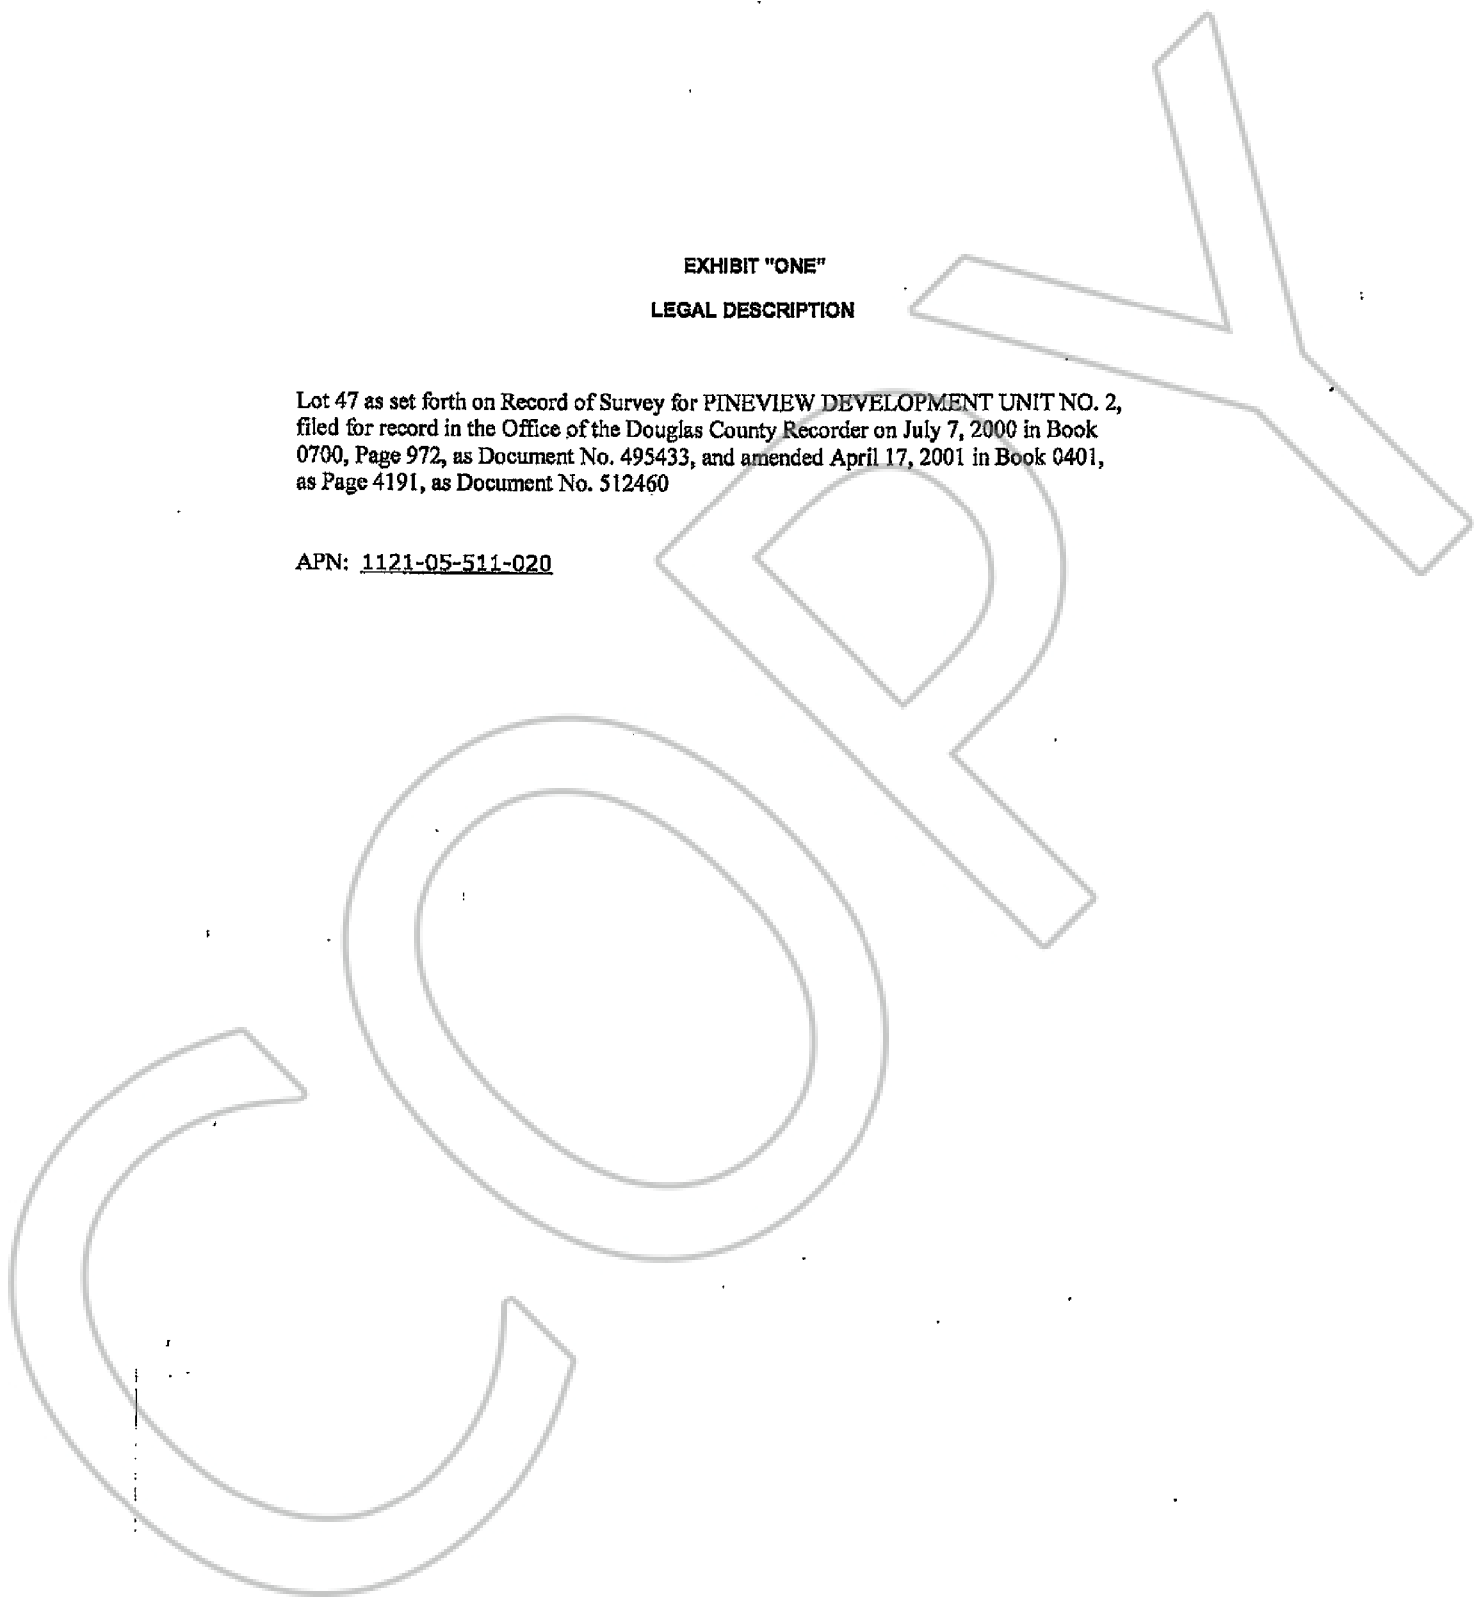 EXHIBIT "ONE"
LEGAL DESCRIPTION
Lot 47 as set forth on Record of Survey for PINEVIEW DEVELOPMENT UNIT NO. 2,
filed for record in the Office of the Douglas County Recorder on July 7, 2000 in Book
0700, Page 972, as Document No. 495433, and amended April 17, 2001 in Book 0401,
as Page 4191, as Document No. 512460
APN: 1121-05-511-020
COPY